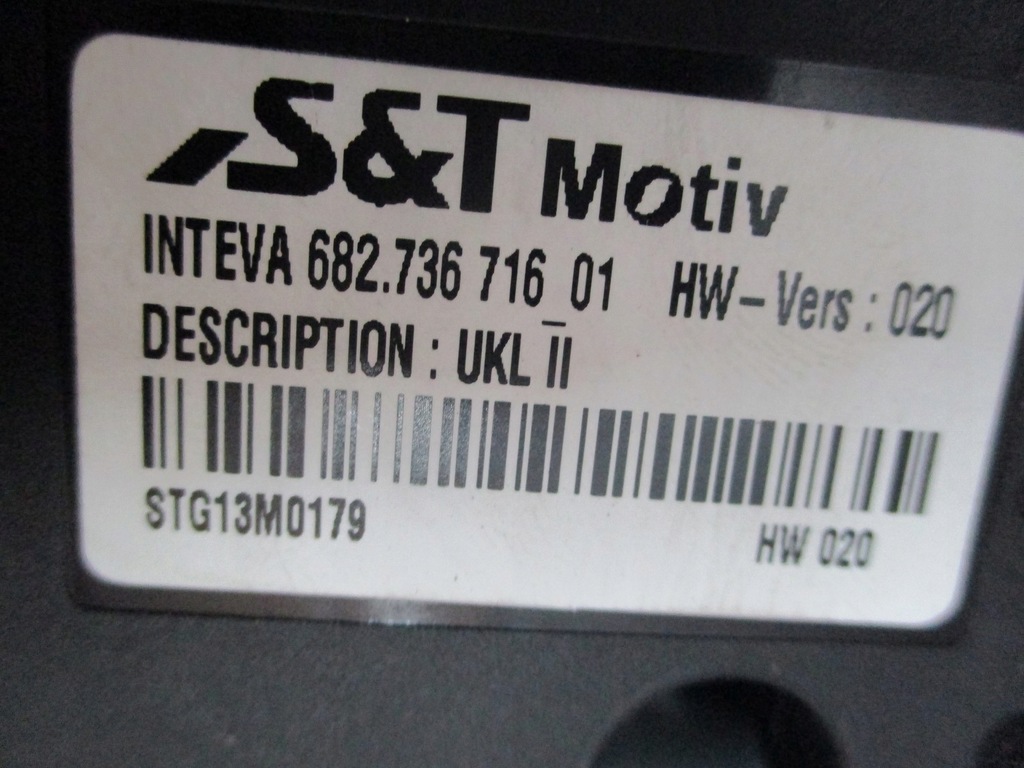 S&T Motiv
INTEVA 682.736 716_01 HW-Vers : 020
DESCRIPTION : UKL II
STG13M0179 HW 020